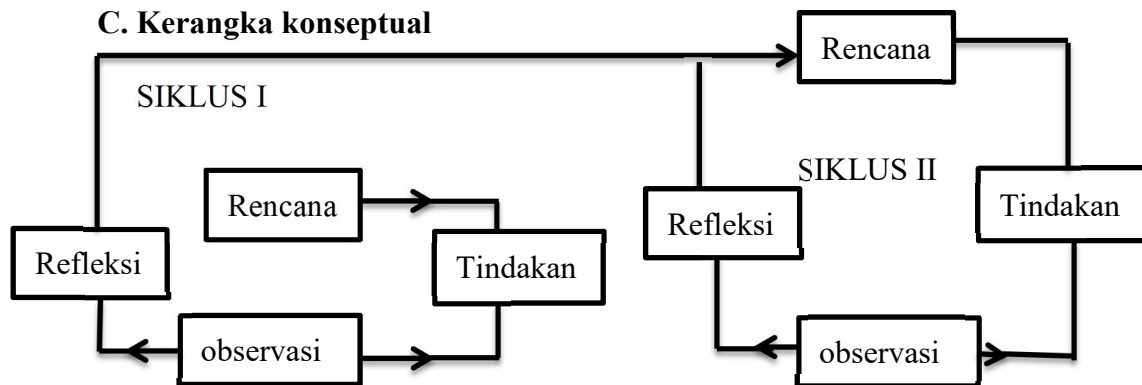 C. Kerangka konseptual
SIKLUS I
Rencana
Tindakan
observasi
Refleksi
Rencana
SIKLUS II
Tindakan
observasi
Refleksi